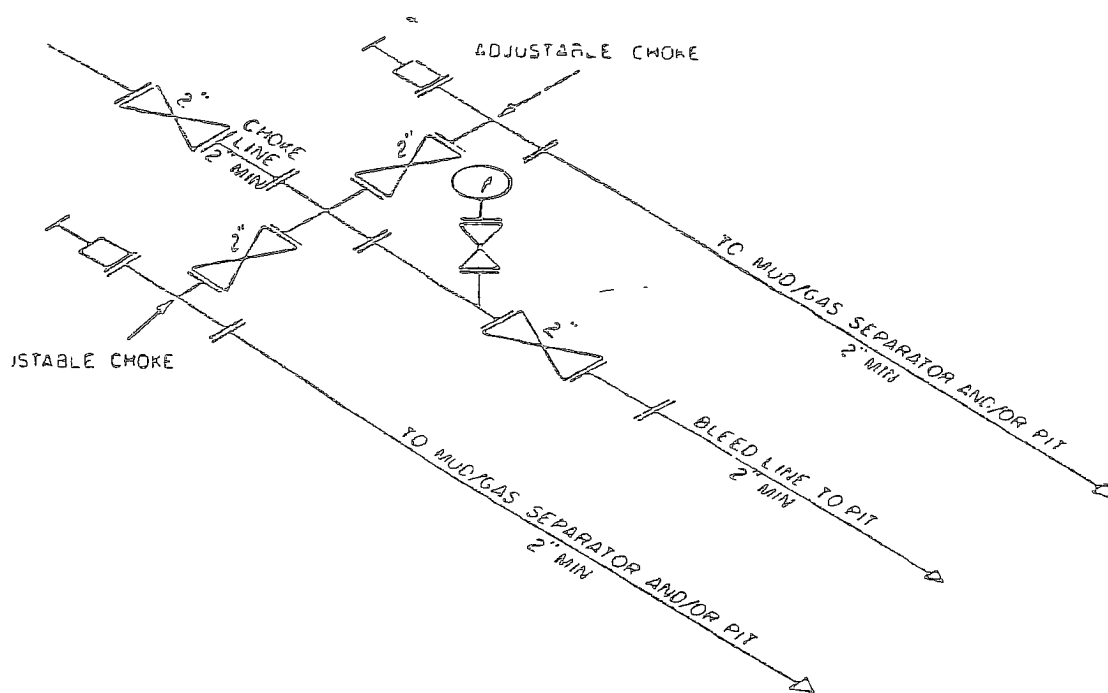 ADJUSTABLE CHOKE
2"
CHOKE
LINE
2" MIN
2"
2"
TO MUD/GAS SEPARATOR AND/OR PIT
2" MIN
2"
USTABLE CHOKE
BLEED LINE TO PIT
2" MIN
TO MUD/GAS SEPARATOR AND/OR PIT
2" MIN